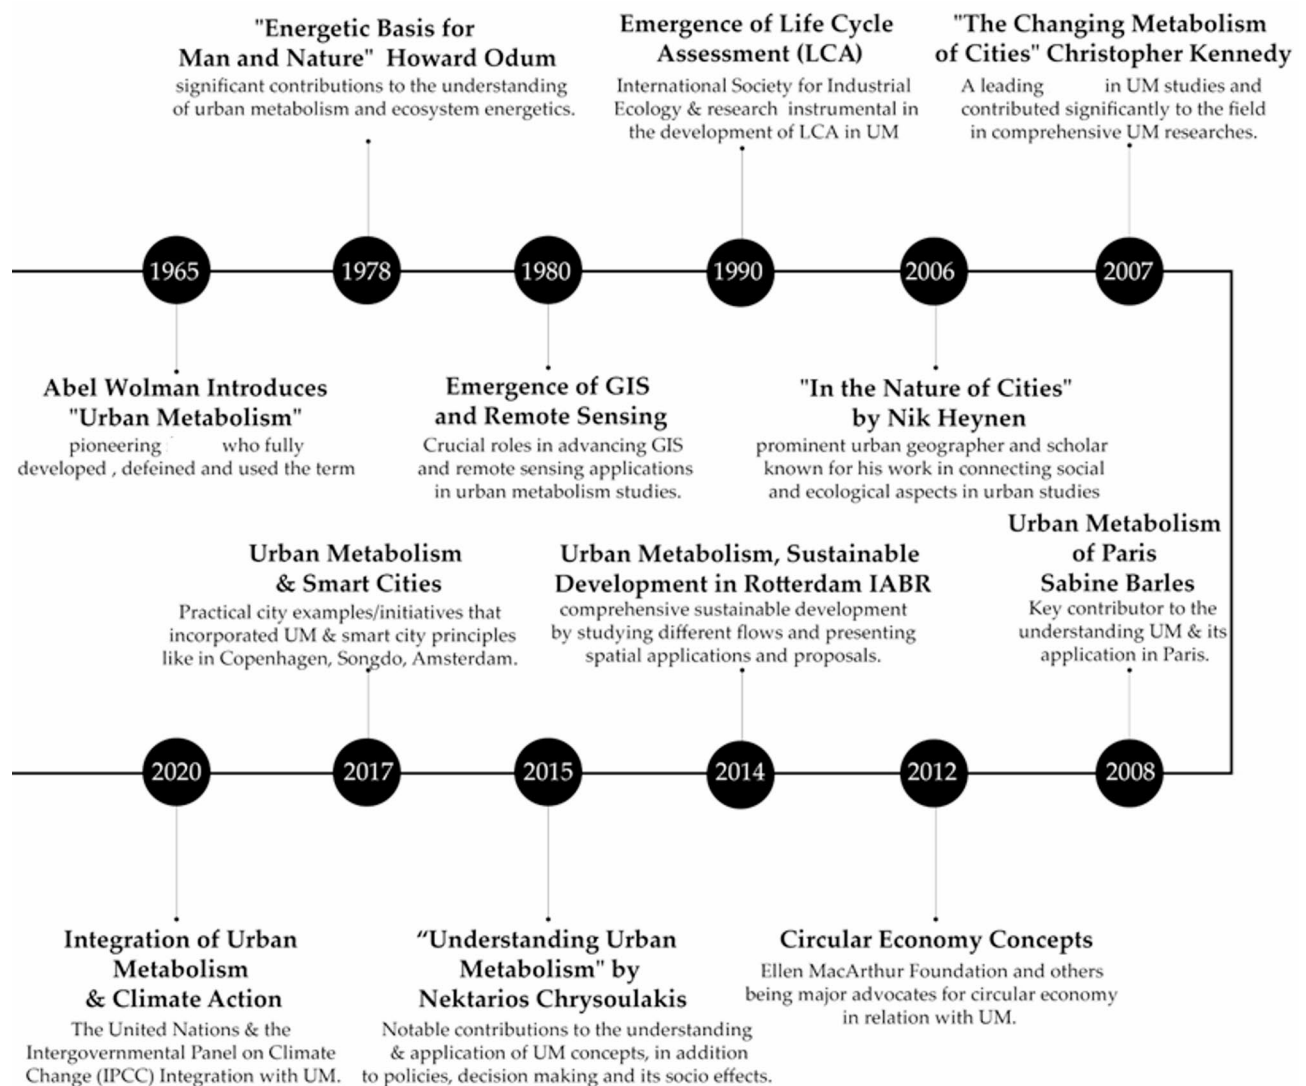 "Energetic Basis for
Man and Nature" Howard Odum
significant contributions to the understanding
of urban metabolism and ecosystem energetics.
Emergence of Life Cycle
Assessment (LCA)
International Society for Industrial
Ecology & research instrumental in
the development of LCA in UM
"The Changing Metabolism
of Cities" Christopher Kennedy
A leading in UM studies and
contributed significantly to the field
in comprehensive UM researches.
1965
1978
1980
1990
2006
2007
Abel Wolman Introduces
"Urban Metabolism"
pioneering who fully
developed , defeined and used the term
Emergence of GIS
and Remote Sensing
Crucial roles in advancing GIS
and remote sensing applications
in urban metabolism studies.
"In the Nature of Cities"
by Nik Heynen
prominent urban geographer and scholar
known for his work in connecting social
and ecological aspects in urban studies
Urban Metabolism
& Smart Cities
Practical city examples/initiatives that
incorporated UM & smart city principles
like in Copenhagen, Songdo, Amsterdam.
Urban Metabolism, Sustainable
Development in Rotterdam IABR
comprehensive sustainable development
by studying different flows and presenting
spatial applications and proposals.
Urban Metabolism
of Paris
Sabine Barles
Key contributor to the
understanding UM & its
application in Paris.
2020
2017
2015
2014
2012
2008
Integration of Urban
Metabolism
& Climate Action
The United Nations & the
Intergovernmental Panel on Climate
Change (IPCC) Integration with UM.
“Understanding Urban
Metabolism" by
Nektarios Chrysoulakis
Notable contributions to the understanding
& application of UM concepts, in addition
to policies, decision making and its socio effects.
Circular Economy Concepts
Ellen MacArthur Foundation and others
being major advocates for circular economy
in relation with UM.